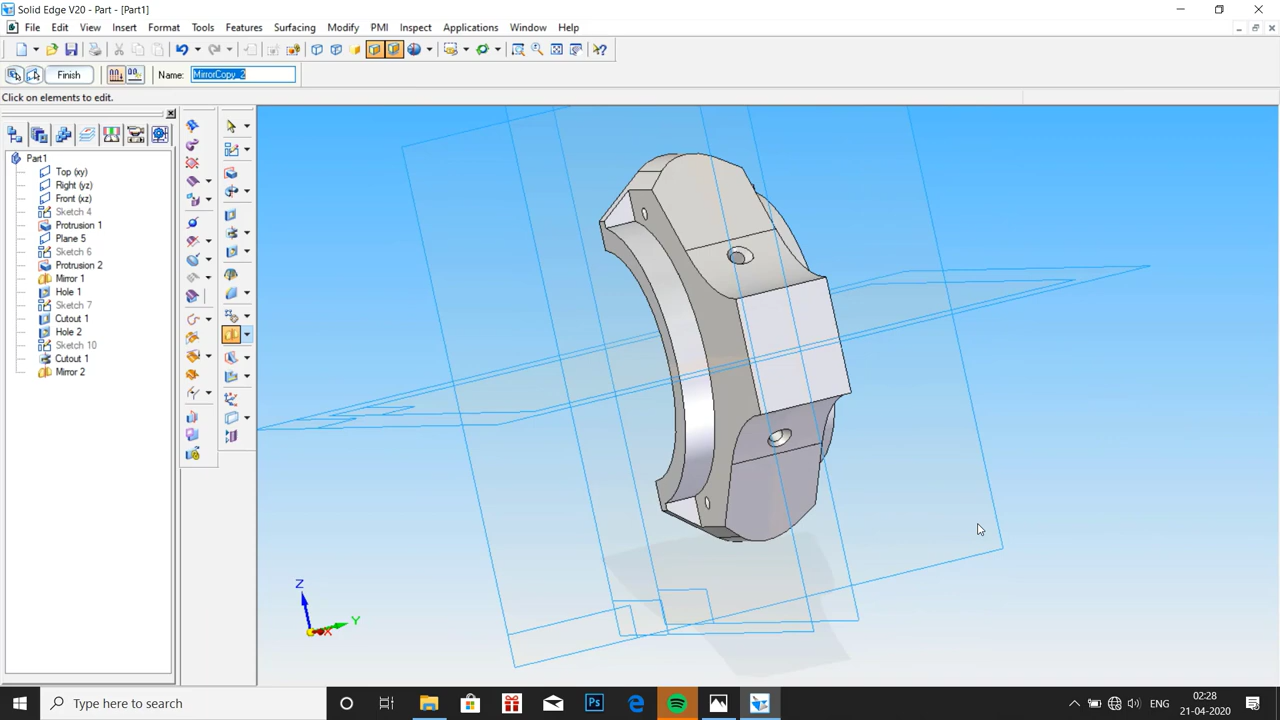 Solid Edge V20 - Part - [Part1]
File Edit View Insert Format Tools Features Surfacing Modify PMI Inspect Applications Window Help
Finish Name: MirrorCopy_2
Click on elements to edit.
Part1
Top (xy)
Right (yz)
Front (xz)
Sketch 4
Protrusion 1
Plane 5
Sketch 6
Protrusion 2
Mirror 1
Hole 1
Sketch 7
Cutout 1
Hole 2
Sketch 10
Cutout 1
Mirror 2
Z
Y
X
Type here to search
Ps
ENG
02:28
21-04-2020